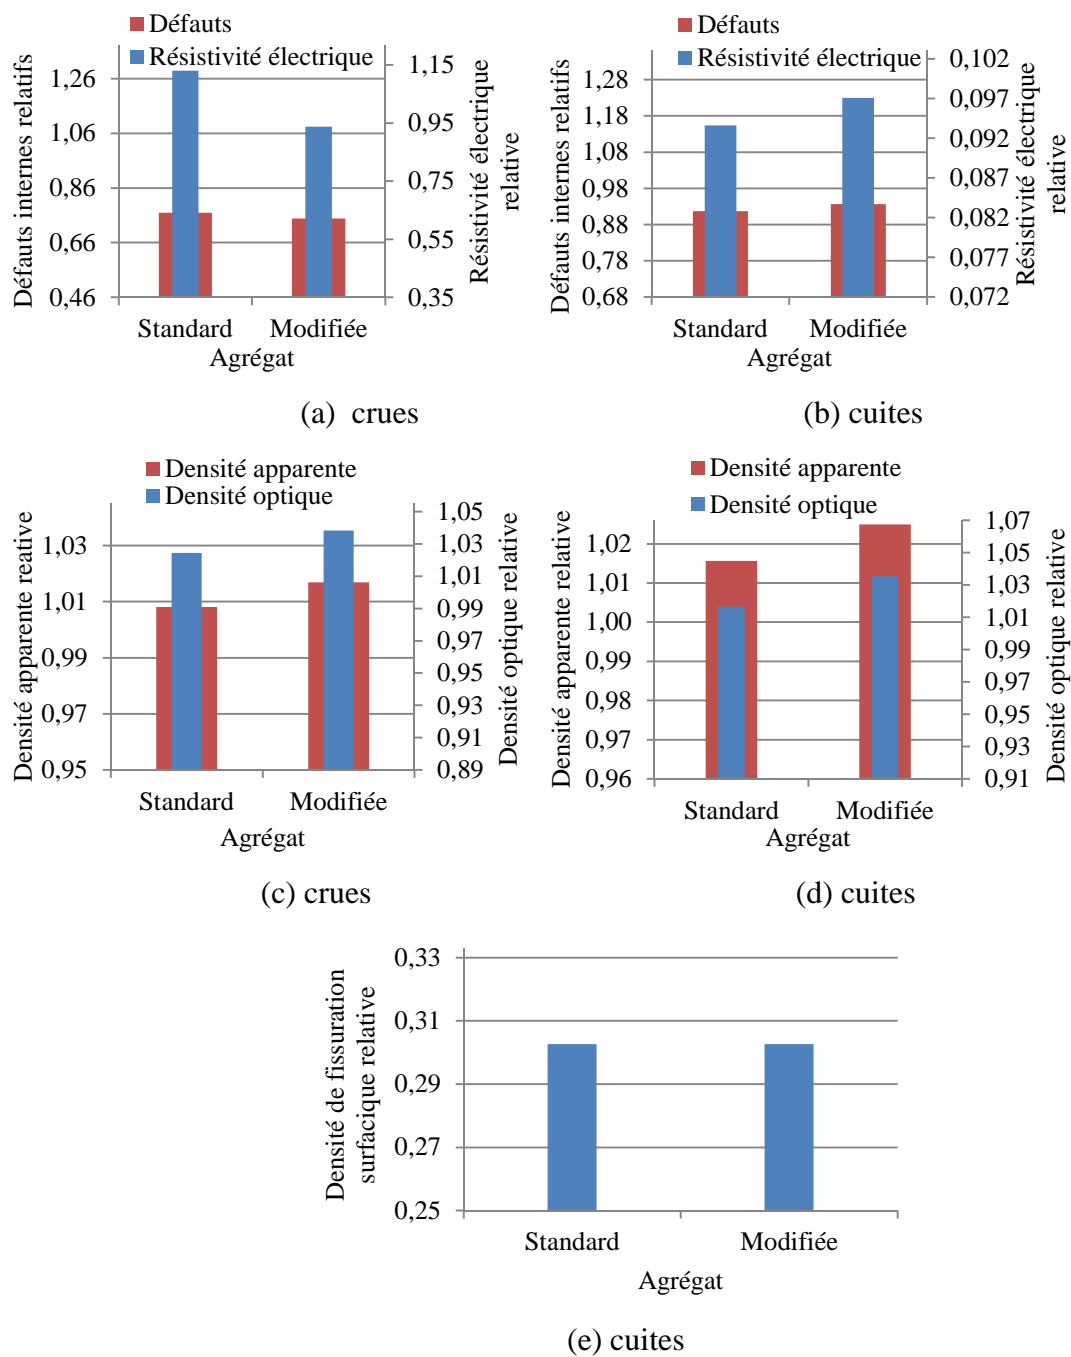 Défauts
Résistivité électrique
Défauts internes relatifs
1,26
1,06
0,86
0,66
0,46
1,15
0,95
0,75
0,55
0,35
Résistivité électrique
relative
Standard Modifiée
Agrégat
(a) crues
Défauts
Résistivité électrique
Défauts internes relatifs
1,28
1,18
1,08
0,98
0,88
0,78
0,68
0,102
0,097
0,092
0,087
0,082
0,077
0,072
Résistivité électrique
relative
Standard Modifiée
Agrégat
(b) cuites
Densité apparente
Densité optique
Densité apparente reative
1,03
1,01
0,99
0,97
0,95
1,05
1,03
1,01
0,99
0,97
0,95
0,93
0,91
0,89
Densité optique relative
Standard Modifiée
Agrégat
(c) crues
Densité apparente
Densité optique
Densité apparente relative
1,02
1,01
1,00
0,99
0,98
0,97
0,96
1,07
1,05
1,03
1,01
0,99
0,97
0,95
0,93
0,91
Densité optique relative
Standard Modifiée
Agrégat
(d) cuites
Densité de fissuration
surfacique relative
0,33
0,31
0,29
0,27
0,25
Standard Modifiée
Agrégat
(e) cuites